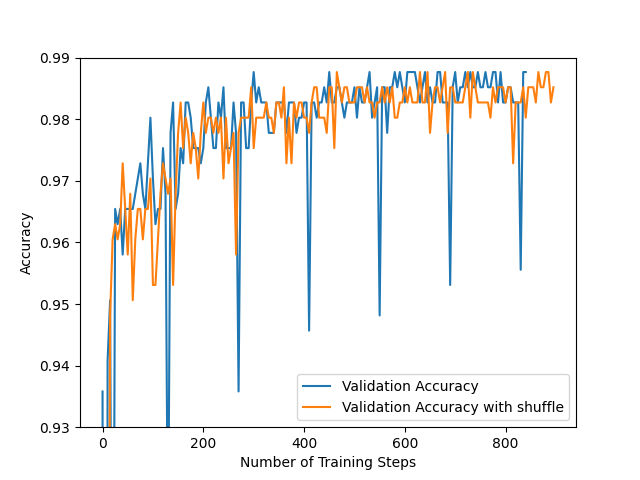 0.99
0.98
0.97
0.96
0.95
0.94
0.93
Accuracy
Validation Accuracy
Validation Accuracy with shuffle
0 200 400 600 800
Number of Training Steps